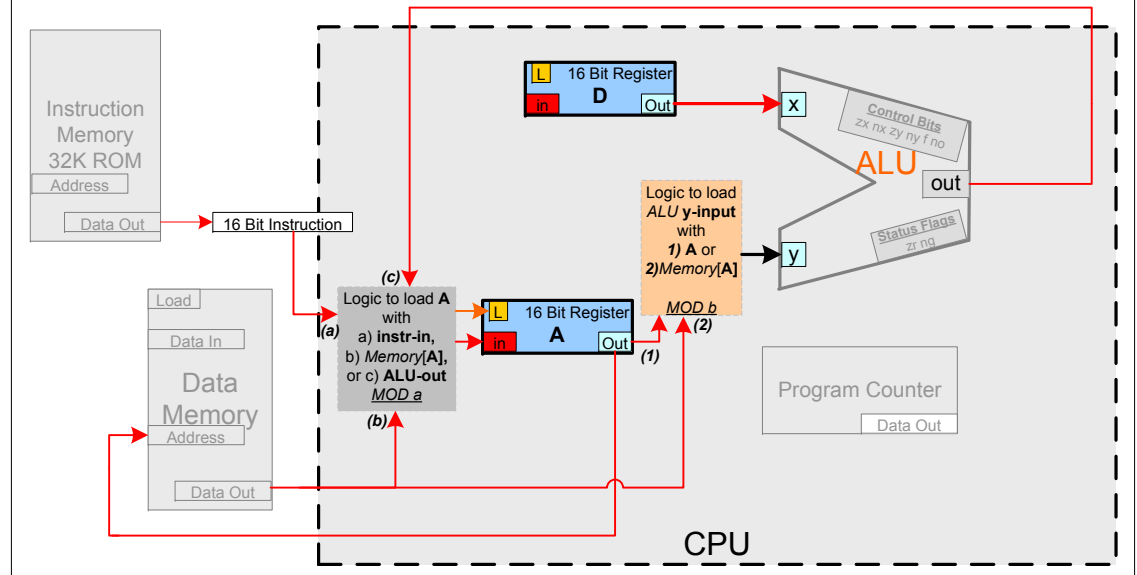 Instruction
Memory
32K ROM
Address
Data Out
16 Bit Instruction
L
16 Bit Register
D
in
Out
x
Control Bits
zx nx zy ny f no
ALU
out
Status Flags
zr ng
y
Logic to load
ALU y-input
with
1) A or
2)Memory[A]
MOD b
(2)
(1)
(c)
(a)
Logic to load A
with
a) instr-in,
b) Memory[A],
or c) ALU-out
MOD a
(b)
L
16 Bit Register
A
in
Out
Load
Data In
Data
Memory
Address
Data Out
Program Counter
Data Out
CPU